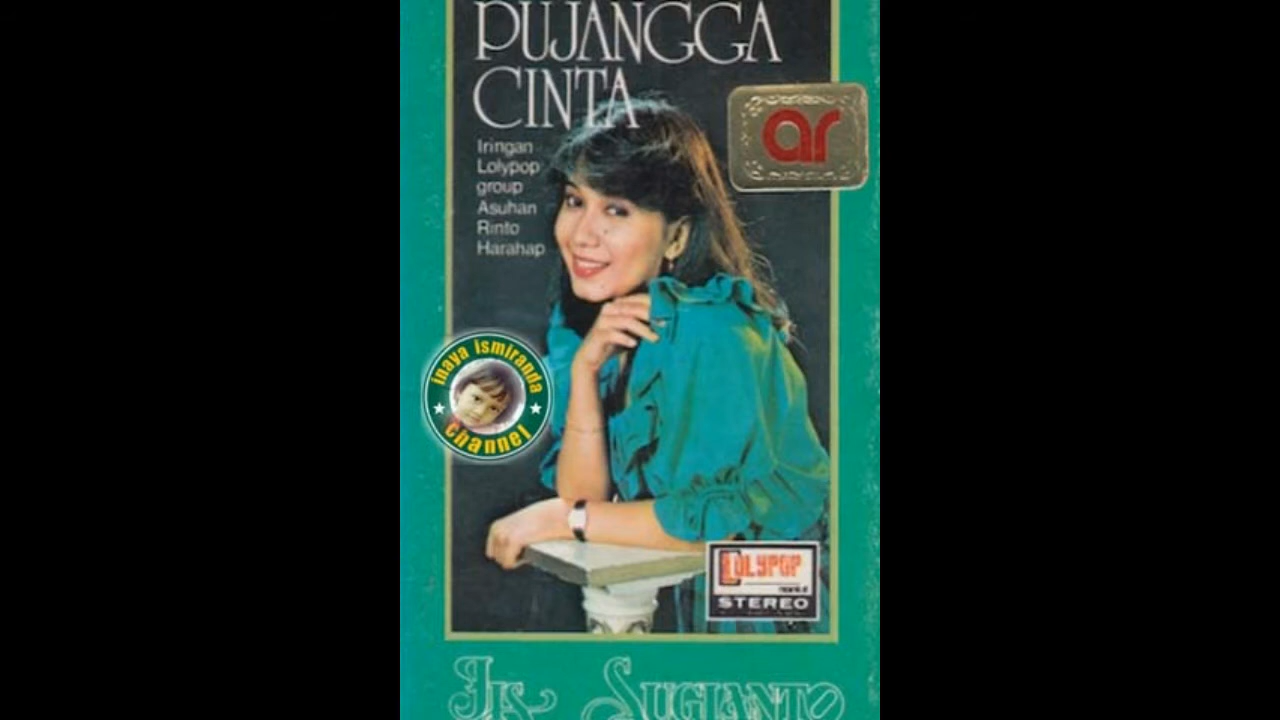 PUJANGGA
CINTA
Iringan
Lolypop
group
Asuhan
Rinto
Harahap
ar
inaya ismiranda
channel
LOLYPOP
STEREO
Iis Sugianto